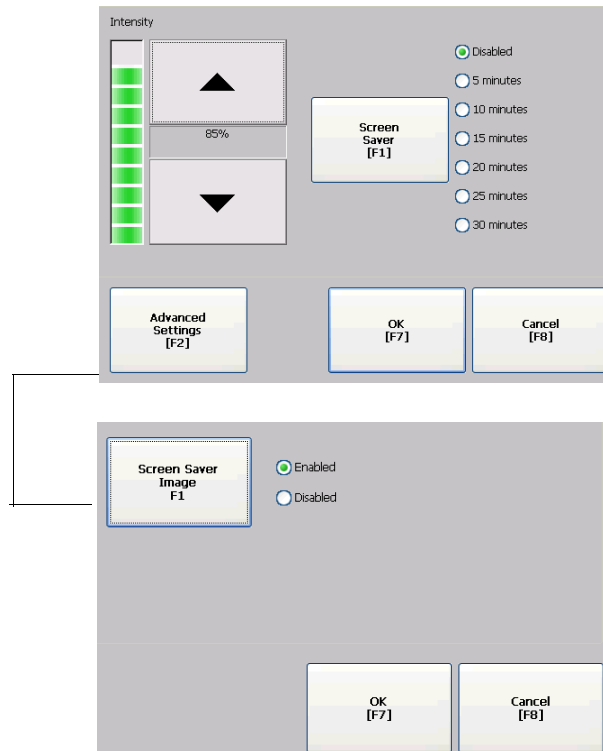 Intensity
85%
Screen
Saver
[F1]
Disabled
5 minutes
10 minutes
15 minutes
20 minutes
25 minutes
30 minutes
Advanced
Settings
[F2]
OK
[F7]
Cancel
[F8]
Screen Saver
Image
F1
Enabled
Disabled
OK
[F7]
Cancel
[F8]